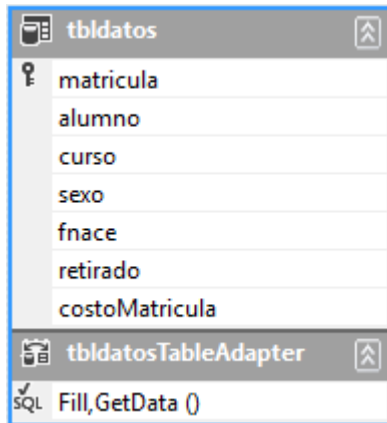 tbldatos
matricula
alumno
curso
sexo
fnace
retirado
costoMatricula
tbldatosTableAdapter
SQL Fill,GetData ()